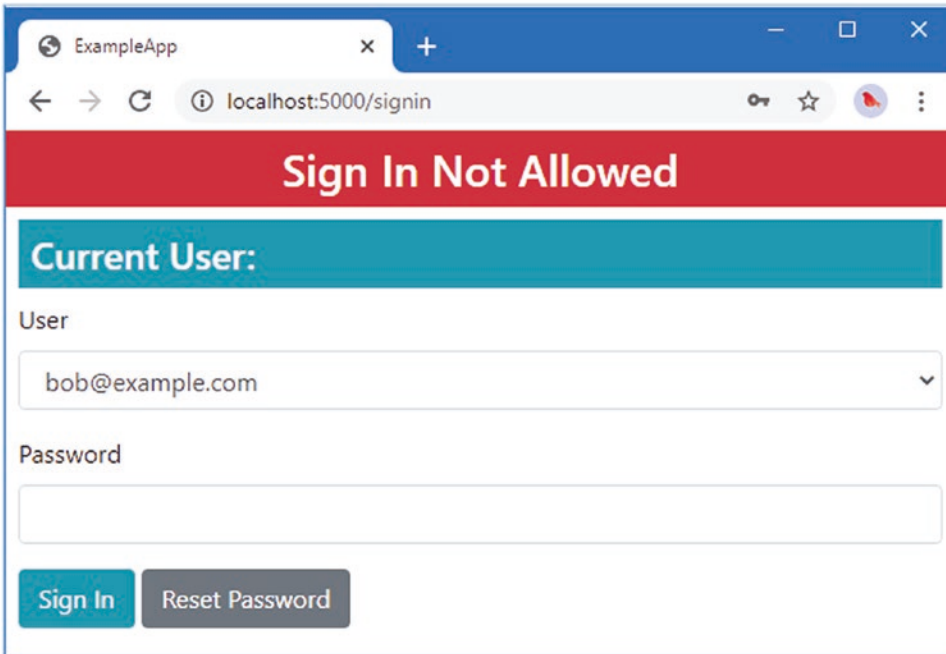 ExampleApp
localhost:5000/signin
Sign In Not Allowed
Current User:
User
bob@example.com
Password
Sign In Reset Password